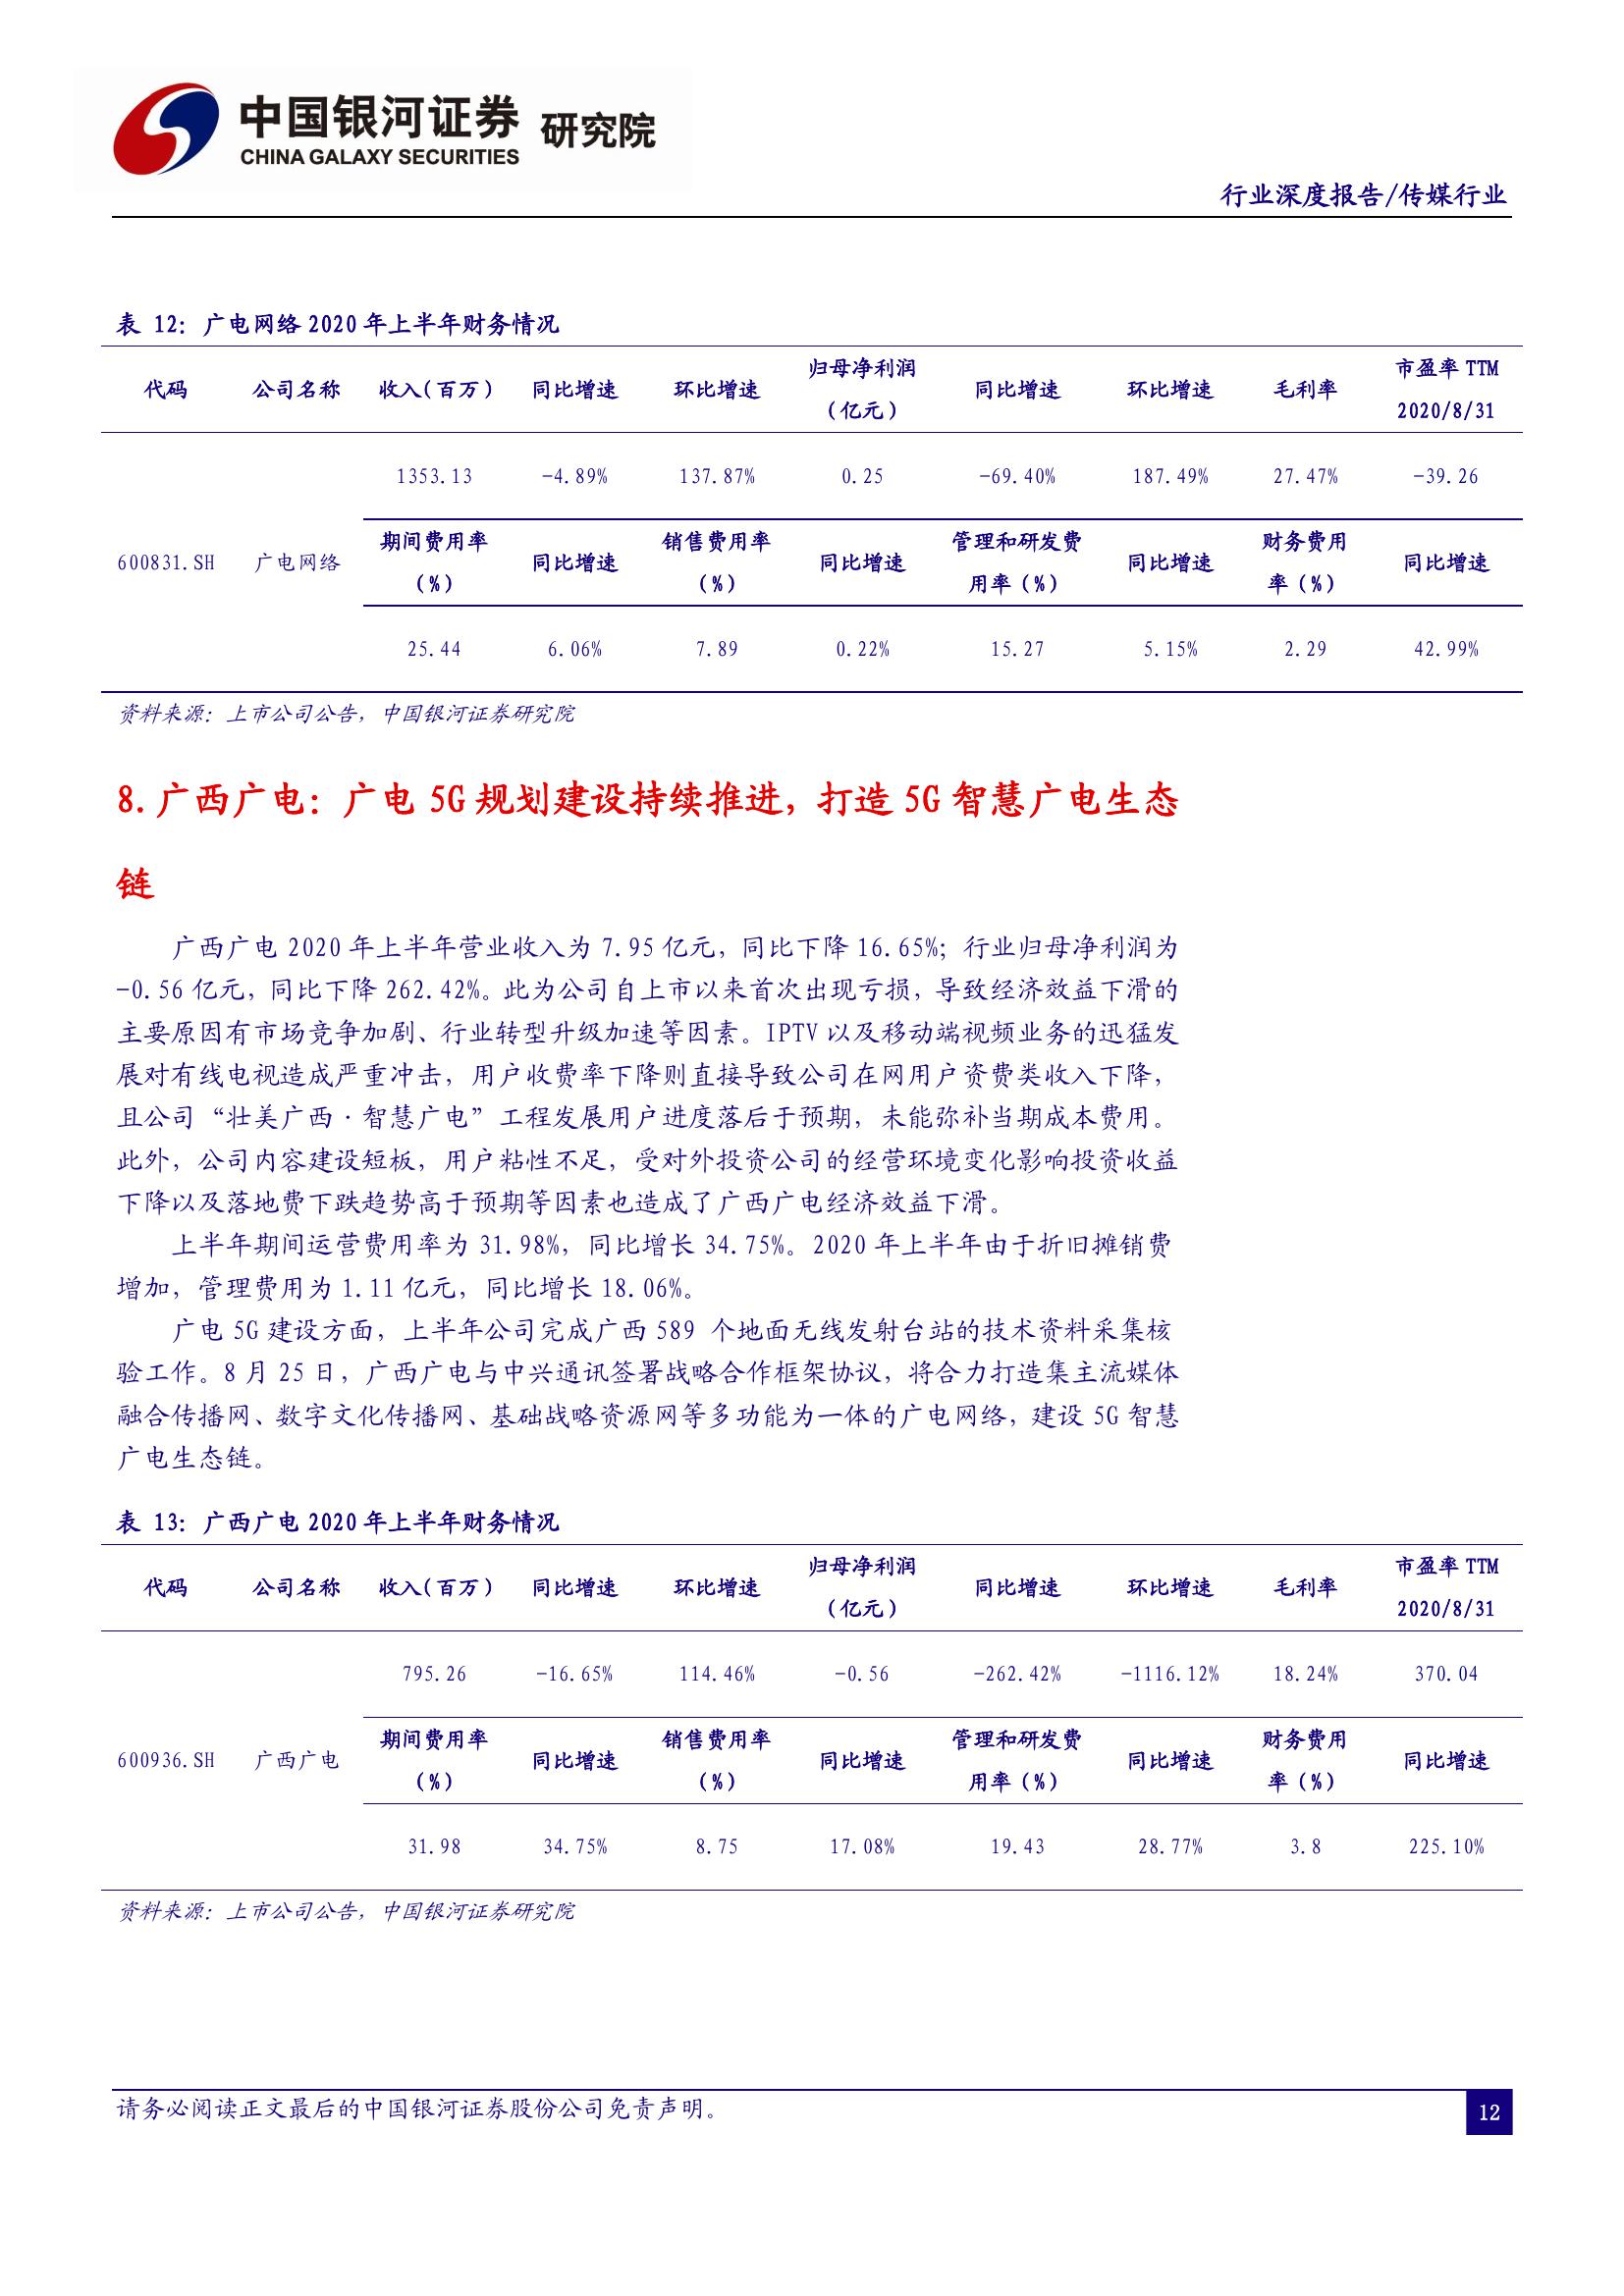 中国银河证券 研究院
CHINA GALAXY SECURITIES
行业深度报告/传媒行业
表 12：广电网络 2020 年上半年财务情况
代码 公司名称 收入(百万) 同比增速 环比增速 归母净利润（亿元） 同比增速 环比增速 毛利率 市盈率 TTM 2020/8/31
1353.13 -4.89% 137.87% 0.25 -69.40% 187.49% 27.47% -39.26
600831.SH 广电网络 期间费用率（%） 同比增速 销售费用率（%） 同比增速 管理和研发费用率（%） 同比增速 财务费用率（%） 同比增速
25.44 6.06% 7.89 0.22% 15.27 5.15% 2.29 42.99%
资料来源：上市公司公告，中国银河证券研究院
8.广西广电：广电 5G 规划建设持续推进，打造 5G 智慧广电生态
链
广西广电 2020 年上半年营业收入为 7.95 亿元，同比下降 16.65%；行业归母净利润为
-0.56 亿元，同比下降 262.42%。此为公司自上市以来首次出现亏损，导致经济效益下滑的
主要原因有市场竞争加剧、行业转型升级加速等因素。IPTV 以及移动端视频业务的迅猛发
展对有线电视造成严重冲击，用户收费率下降则直接导致公司在网用户资费类收入下降，
且公司“壮美广西·智慧广电”工程发展用户进度落后于预期，未能弥补当期成本费用。
此外，公司内容建设短板，用户粘性不足，受对外投资公司的经营环境变化影响投资收益
下降以及落地费下跌趋势高于预期等因素也造成了广西广电经济效益下滑。
上半年期间运营费用率为 31.98%，同比增长 34.75%。2020 年上半年由于折旧摊销费
增加，管理费用为 1.11 亿元，同比增长 18.06%。
广电 5G 建设方面，上半年公司完成广西 589 个地面无线发射台站的技术资料采集核
验工作。8 月 25 日，广西广电与中兴通讯签署战略合作框架协议，将合力打造集主流媒体
融合传播网、数字文化传播网、基础战略资源网等多功能为一体的广电网络，建设 5G 智慧
广电生态链。
表 13：广西广电 2020 年上半年财务情况
代码 公司名称 收入(百万) 同比增速 环比增速 归母净利润（亿元） 同比增速 环比增速 毛利率 市盈率 TTM 2020/8/31
795.26 -16.65% 114.46% -0.56 -262.42% -1116.12% 18.24% 370.04
600936.SH 广西广电 期间费用率（%） 同比增速 销售费用率（%） 同比增速 管理和研发费用率（%） 同比增速 财务费用率（%） 同比增速
31.98 34.75% 8.75 17.08% 19.43 28.77% 3.8 225.10%
资料来源：上市公司公告，中国银河证券研究院
请务必阅读正文最后的中国银河证券股份公司免责声明。
12